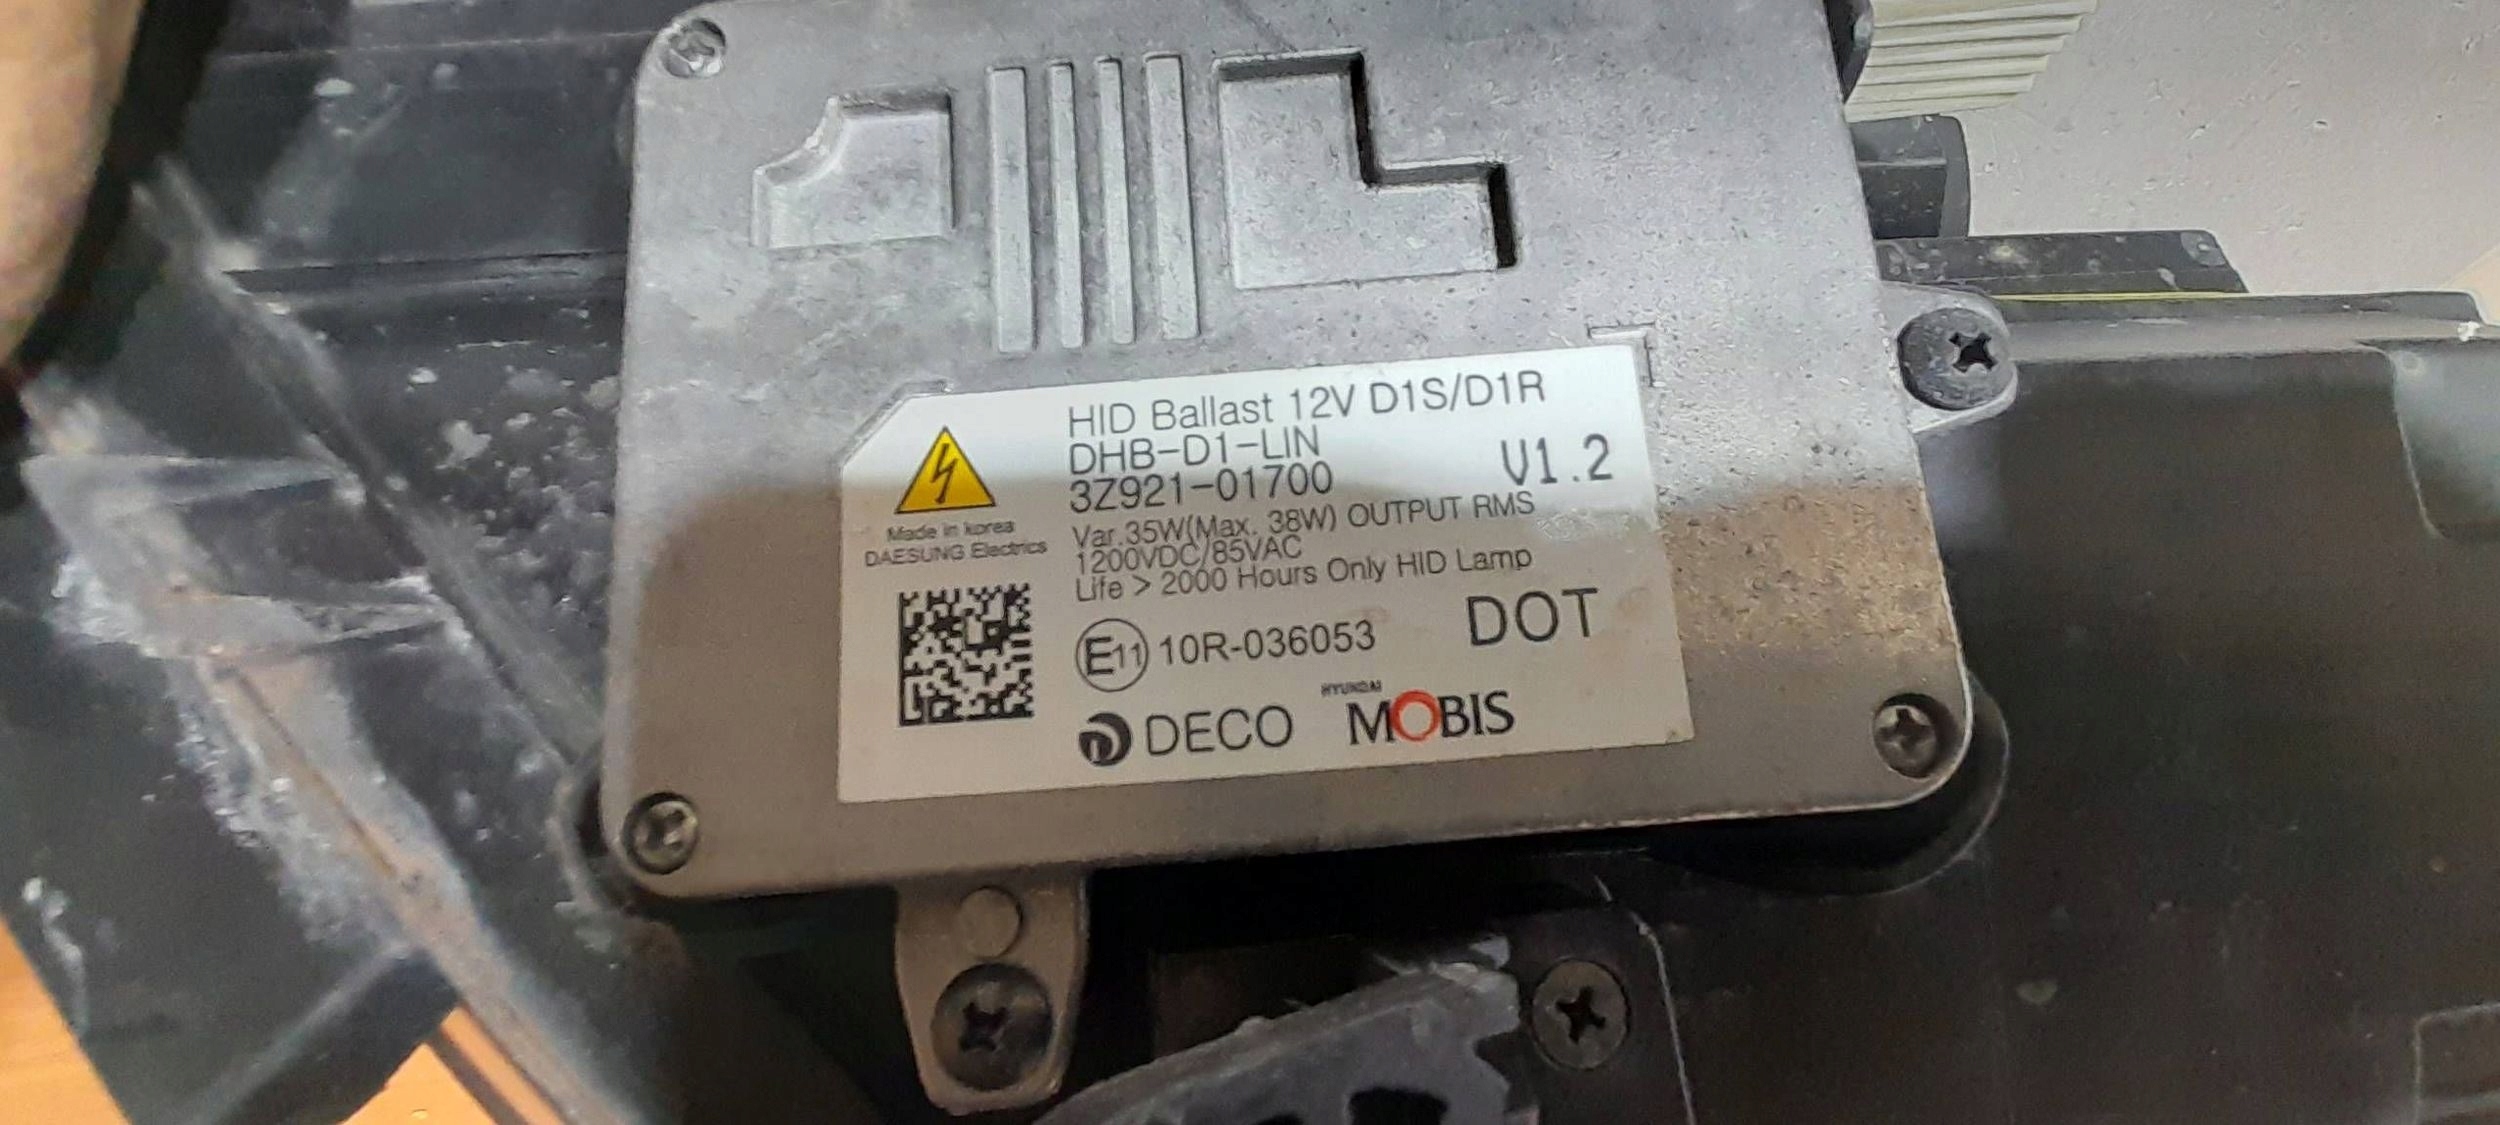 HID Ballast 12V D1S/D1R
DHB-D1-LIN
3Z921-01700
V1.2
Var.35W(Max. 38W) OUTPUT RMS
1200VDC/85VAC
Life > 2000 Hours Only HID Lamp
Made in korea
DAESUNG Electrics
E11 10R-036053
DOT
DECO
HYUNDAI
MOBIS